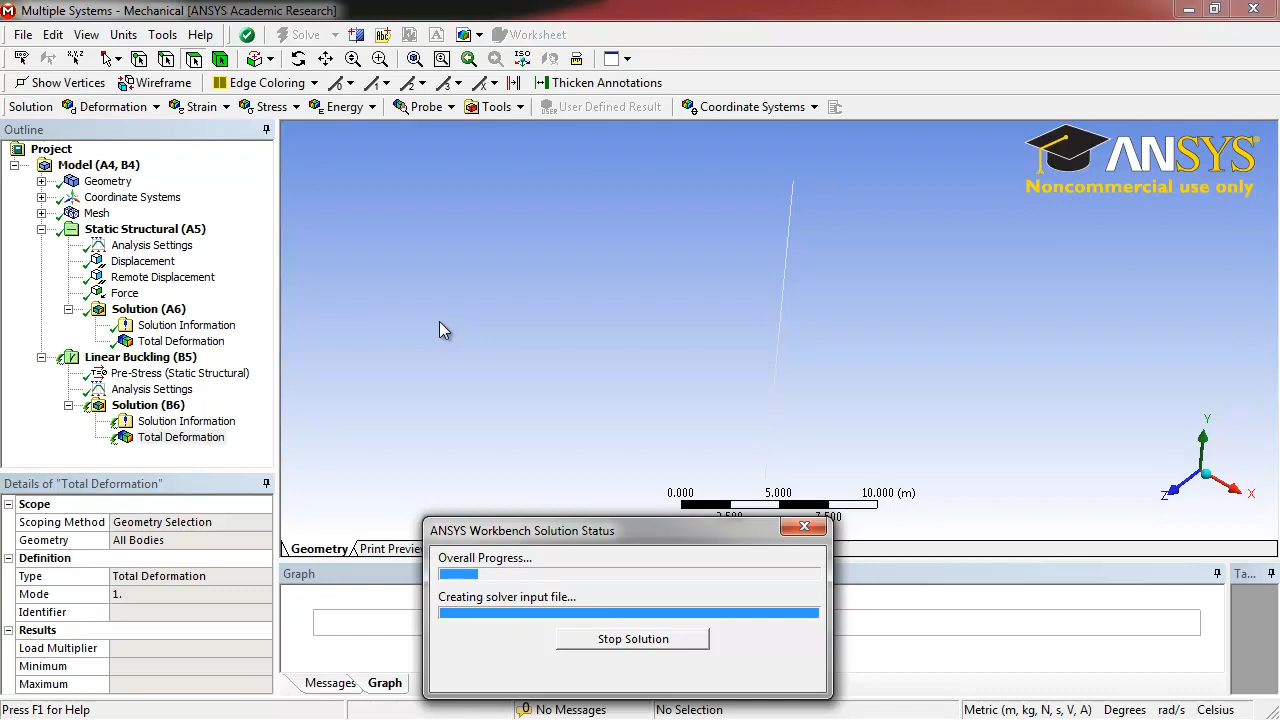 Multiple Systems - Mechanical [ANSYS Academic Research]
File Edit View Units Tools Help Solve Worksheet
Show Vertices Wireframe Edge Coloring Thicken Annotations
Solution Deformation Strain Stress Energy Probe Tools User Defined Result Coordinate Systems
Outline
Project
Model (A4, B4)
Geometry
Coordinate Systems
Mesh
Static Structural (A5)
Analysis Settings
Displacement
Remote Displacement
Force
Solution (A6)
Solution Information
Total Deformation
Linear Buckling (B5)
Pre-Stress (Static Structural)
Analysis Settings
Solution (B6)
Solution Information
Total Deformation
Details of "Total Deformation"
Scope
Scoping Method Geometry Selection
Geometry All Bodies
Definition
Type Total Deformation
Mode 1.
Identifier
Results
Load Multiplier
Minimum
Maximum
ANSYS
Noncommercial use only
Y
Z X
0.000 5.000 10.000 (m)
2.500 7.500
Geometry Print Preview
Graph Ta...
ANSYS Workbench Solution Status
Overall Progress...
Creating solver input file...
Stop Solution
Messages Graph
Press F1 for Help No Messages No Selection Metric (m, kg, N, s, V, A) Degrees rad/s Celsius